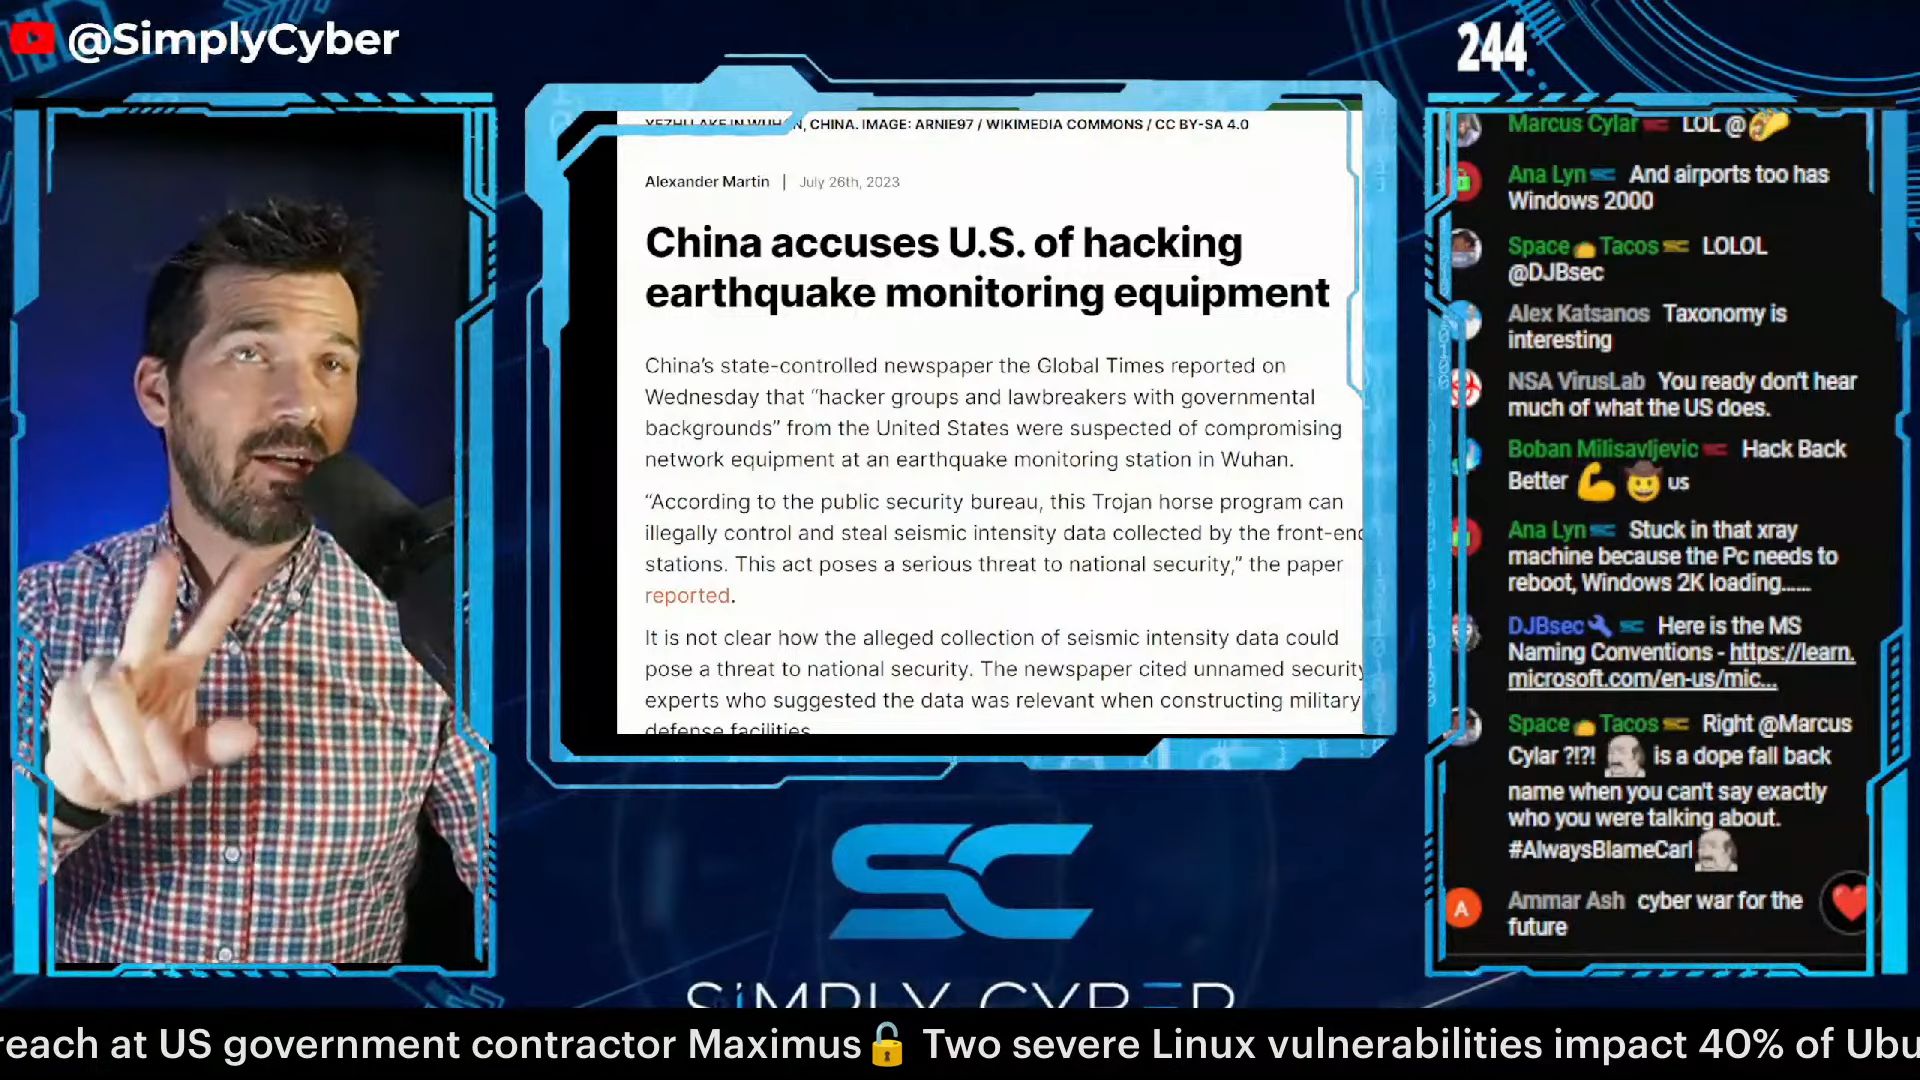 @SimplyCyber
244
YEZHU LAKE IN WUHAN, CHINA. IMAGE: ARNIE97 / WIKIMEDIA COMMONS / CC BY-SA 4.0
Alexander Martin | July 26th, 2023
China accuses U.S. of hacking
earthquake monitoring equipment
China's state-controlled newspaper the Global Times reported on
Wednesday that “hacker groups and lawbreakers with governmental
backgrounds” from the United States were suspected of compromising
network equipment at an earthquake monitoring station in Wuhan.
“According to the public security bureau, this Trojan horse program can
illegally control and steal seismic intensity data collected by the front-end
stations. This act poses a serious threat to national security,” the paper
reported.
It is not clear how the alleged collection of seismic intensity data could
pose a threat to national security. The newspaper cited unnamed security
experts who suggested the data was relevant when constructing military
defense facilities
Marcus Cylar LOL @🌮
Ana Lyn And airports too has
Windows 2000
Space 🌮 Tacos LOLOL
@DJBsec
Alex Katsanos Taxonomy is
interesting
NSA VirusLab You ready don't hear
much of what the US does.
Boban Milisavljevic Hack Back
Better 💪 🤠 us
Ana Lyn Stuck in that xray
machine because the Pc needs to
reboot, Windows 2K loading......
DJBsec🔧 Here is the MS
Naming Conventions - https://learn.
microsoft.com/en-us/mic...
Space 🌮 Tacos Right @Marcus
Cylar ?!?! is a dope fall back
name when you can't say exactly
who you were talking about.
#AlwaysBlameCarl
A Ammar Ash cyber war for the
future
SC
SIMPLY CYBER
reach at US government contractor Maximus🔓 Two severe Linux vulnerabilities impact 40% of Ubu